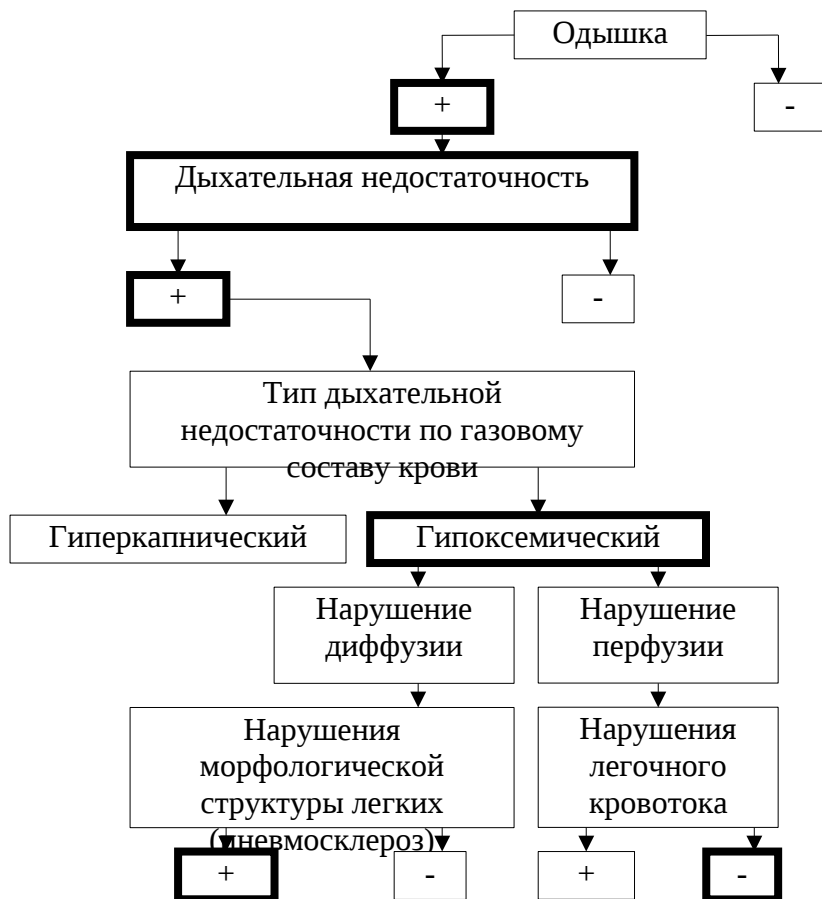 Одышка
+
-
Дыхательная недостаточность
+
-
Тип дыхательной
недостаточности по газовому
составу крови
Гиперкапнический
Гипоксемический
Нарушение
диффузии
Нарушение
перфузии
Нарушения
морфологической
структуры легких
(пневмосклероз)
Нарушения
легочного
кровотока
+
-
+
-